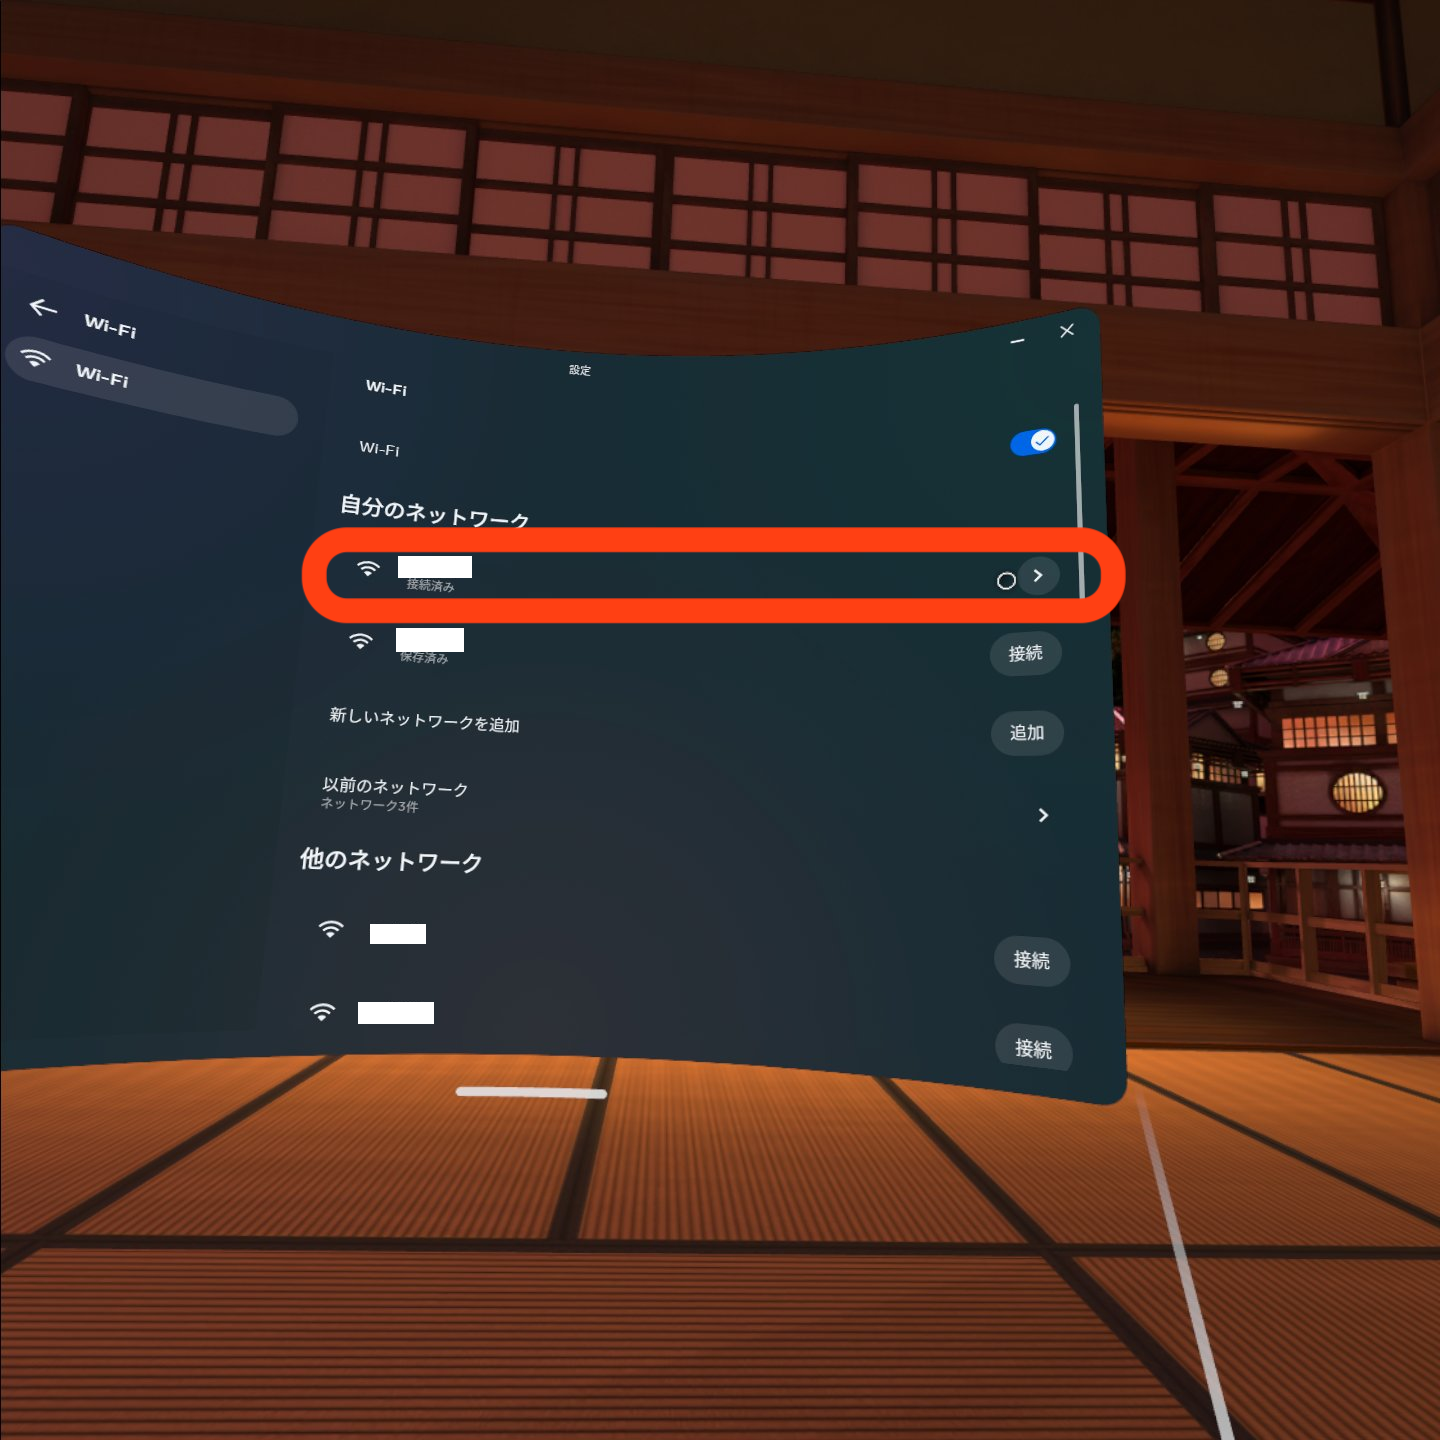 Wi-Fi
Wi-Fi
設定
Wi-Fi
Wi-Fi
自分のネットワーク
接続済み
保存済み
接続
新しいネットワークを追加
追加
以前のネットワーク
ネットワーク3件
他のネットワーク
接続
接続